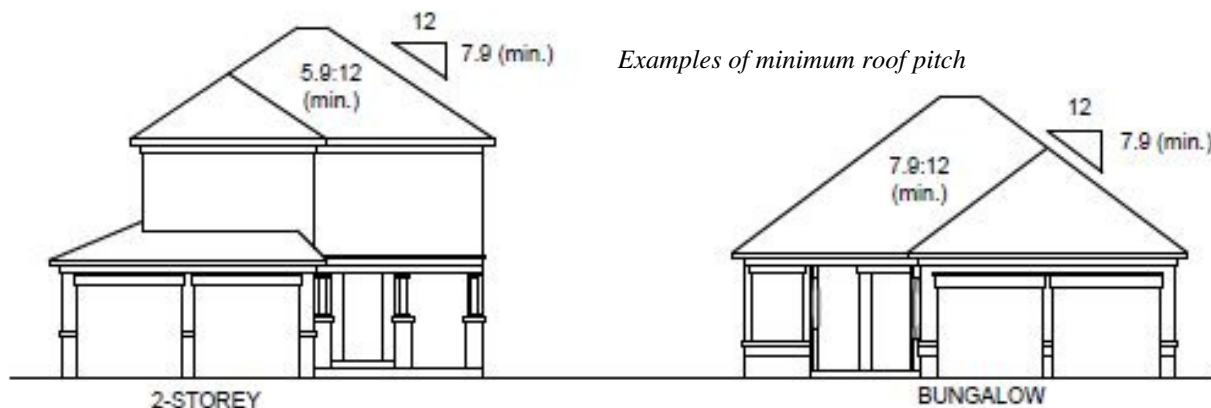 12
7.9 (min.)
5.9:12
(min.)
Examples of minimum roof pitch
12
7.9 (min.)
7.9:12
(min.)
2-STOREY
BUNGALOW